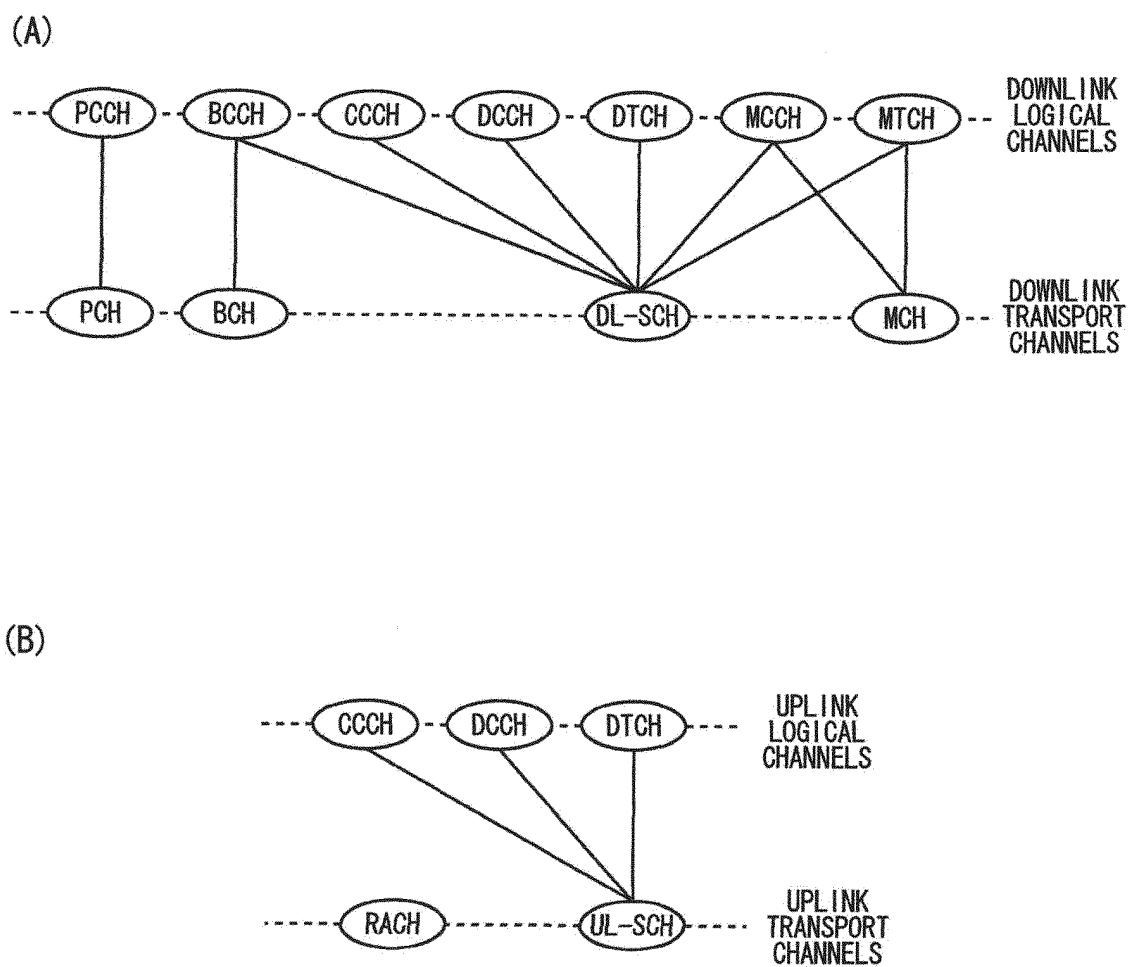 (A)
PCCH BCCH CCCH DCCH DTCH MCCH MTCH
DOWNLINK
LOGICAL
CHANNELS
PCH BCH DL-SCH MCH
DOWNLINK
TRANSPORT
CHANNELS
(B)
CCCH DCCH DTCH
UPLINK
LOGICAL
CHANNELS
RACH UL-SCH
UPLINK
TRANSPORT
CHANNELS